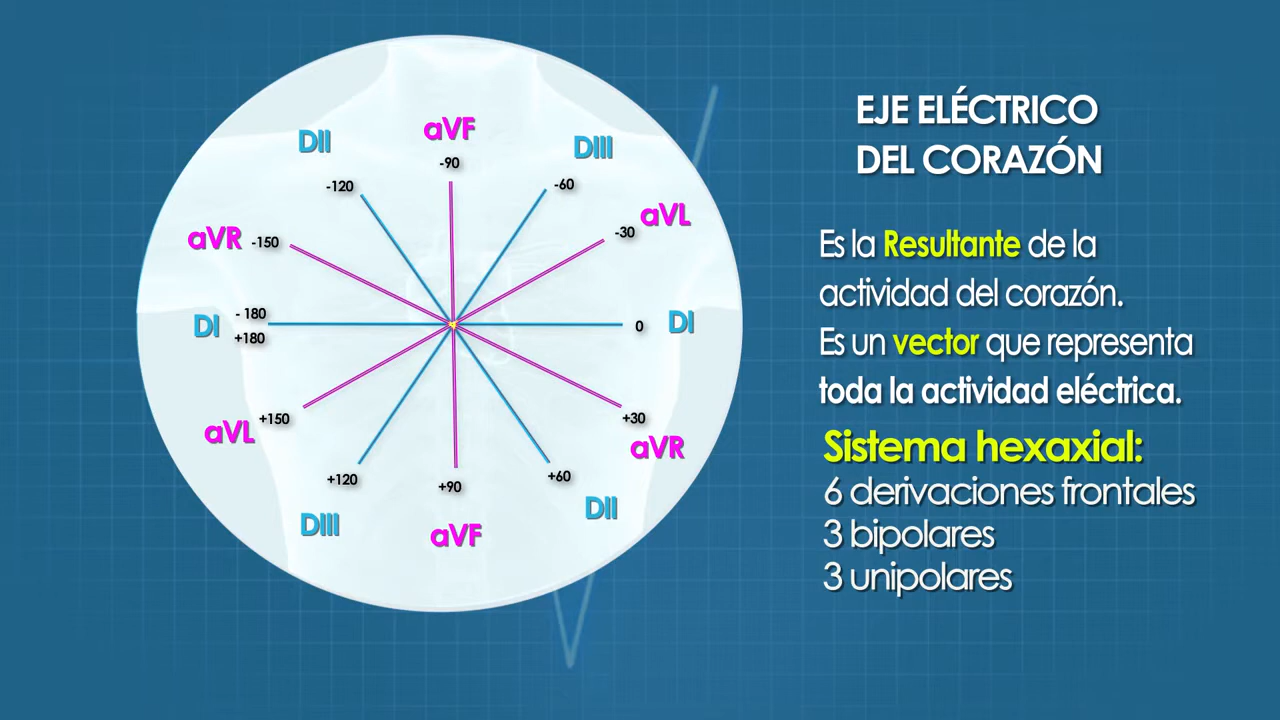 EJE ELÉCTRICO
DEL CORAZÓN
Es la Resultante de la
actividad del corazón.
Es un vector que representa
toda la actividad eléctrica.
Sistema hexaxial:
6 derivaciones frontales
3 bipolares
3 unipolares
aVF
-90
DII
-120
DIII
-60
aVL
-30
aVR
-150
DI
- 180
+180
0
DI
+150
aVL
+30
aVR
+120
DIII
+90
aVF
+60
DII